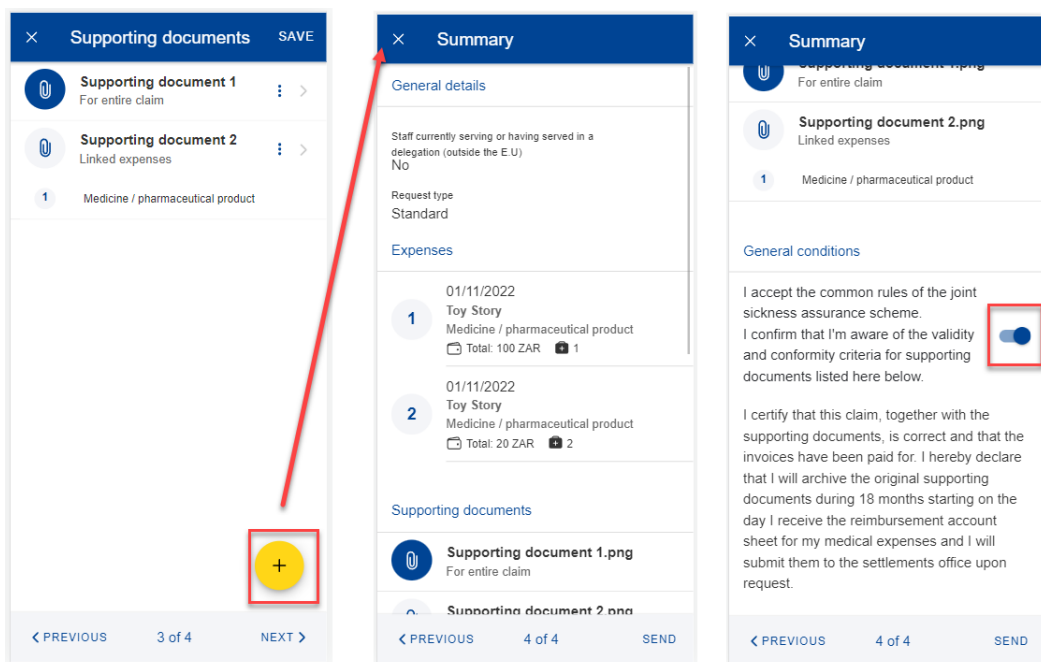 Supporting documents SAVE
Supporting document 1
For entire claim
Supporting document 2
Linked expenses
1 Medicine / pharmaceutical product
+
PREVIOUS 3 of 4 NEXT
Summary
General details
Staff currently serving or having served in a
delegation (outside the E.U)
No
Request type
Standard
Expenses
01/11/2022
1 Toy Story
Medicine / pharmaceutical product
Total: 100 ZAR 1
01/11/2022
2 Toy Story
Medicine / pharmaceutical product
Total: 20 ZAR 2
Supporting documents
Supporting document 1.png
For entire claim
Supporting document 2.png
PREVIOUS 4 of 4 SEND
Summary
Supporting document 1.png
For entire claim
Supporting document 2.png
Linked expenses
1 Medicine / pharmaceutical product
General conditions
I accept the common rules of the joint
sickness assurance scheme.
I confirm that I'm aware of the validity
and conformity criteria for supporting
documents listed here below.
I certify that this claim, together with the
supporting documents, is correct and that the
invoices have been paid for. I hereby declare
that I will archive the original supporting
documents during 18 months starting on the
day I receive the reimbursement account
sheet for my medical expenses and I will
submit them to the settlements office upon
request.
PREVIOUS 4 of 4 SEND